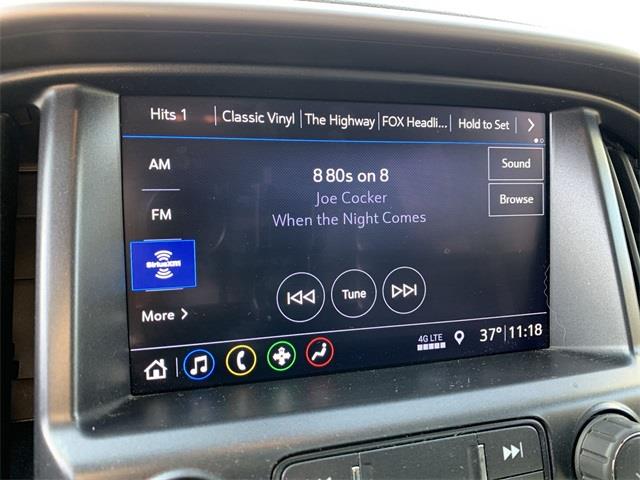 Hits 1 Classic Vinyl The Highway FOX Headli... Hold to Set
AM
8 80s on 8
Sound
Joe Cocker
Browse
FM
When the Night Comes
SiriusXM
More
Tune
4G LTE 37° 11:18